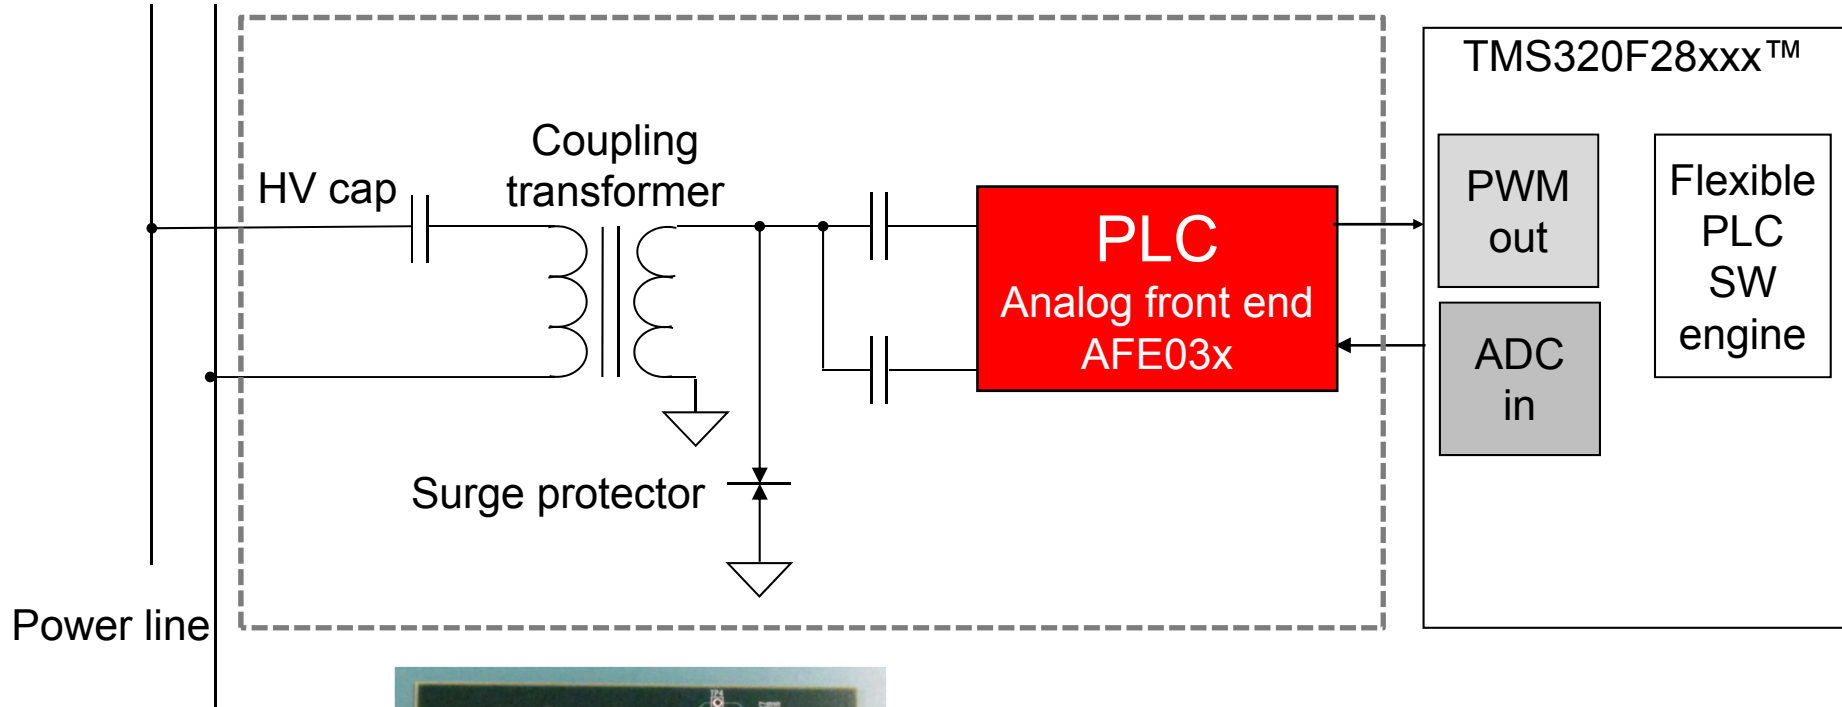 TMS320F28xxx™
Coupling
transformer
HV cap
PWM
out
Flexible
PLC
SW
engine
PLC
Analog front end
AFE03x
ADC
in
Surge protector
Power line
TP4